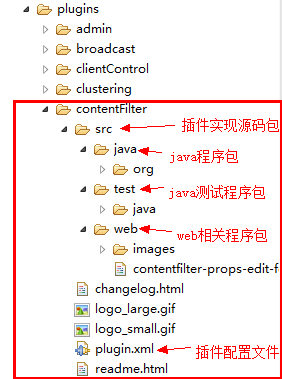 plugins
admin
broadcast
clientControl
clustering
contentFilter
src 插件实现源码包
java java程序包
org
test java测试程序包
java
web web相关程序包
images
contentfilter-props-edit-f
changelog.html
logo_large.gif
logo_small.gif
plugin.xml 插件配置文件
readme.html